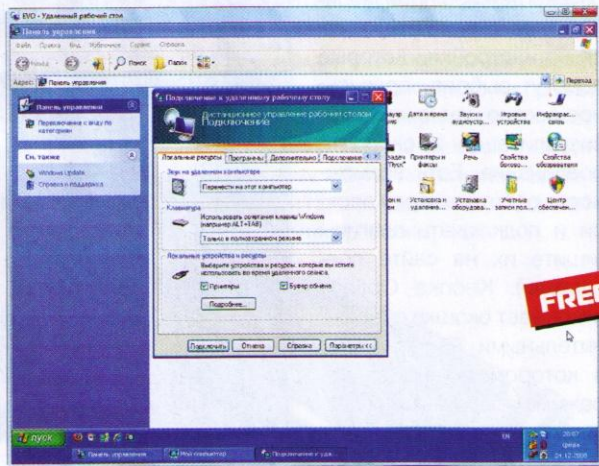 EVO - Удаленный рабочий стол
Панель управления
Файл Правка Вид Избранное Сервис Справка
Назад Поиск Папки
Адрес: Панель управления Переход
Панель управления
Переключение к виду по категориям
См. также
Windows Update
Справка и поддержка
Подключение к удаленному рабочему столу
Дистанционное управление рабочим столом
Подключение
Локальные ресурсы Программы Дополнительно Подключение
Звук на удаленном компьютере
Перенести на этот компьютер
Клавиатура
Использовать сочетания клавиш Windows
(например ALT+TAB)
Только в полноэкранном режиме
Локальные устройства и ресурсы
Выберите устройства и ресурсы, которые вы хотите
использовать во время удаленного сеанса.
Принтеры Буфер обмена
Подробнее...
Подключить Отмена Справка Параметры <<
Дата и время Звуки и аудиоустр... Игровые устройства Инфракрас... связь
Принтеры и факсы Речь Свойства Свойства обозревателя
Установка и удаление... Установка оборудова... Учетные записи пол... Центр обеспечен...
FREE
пуск
EN
20:07
среда
24.12.2008
Панель управления Мой компьютер Подключение к уда...